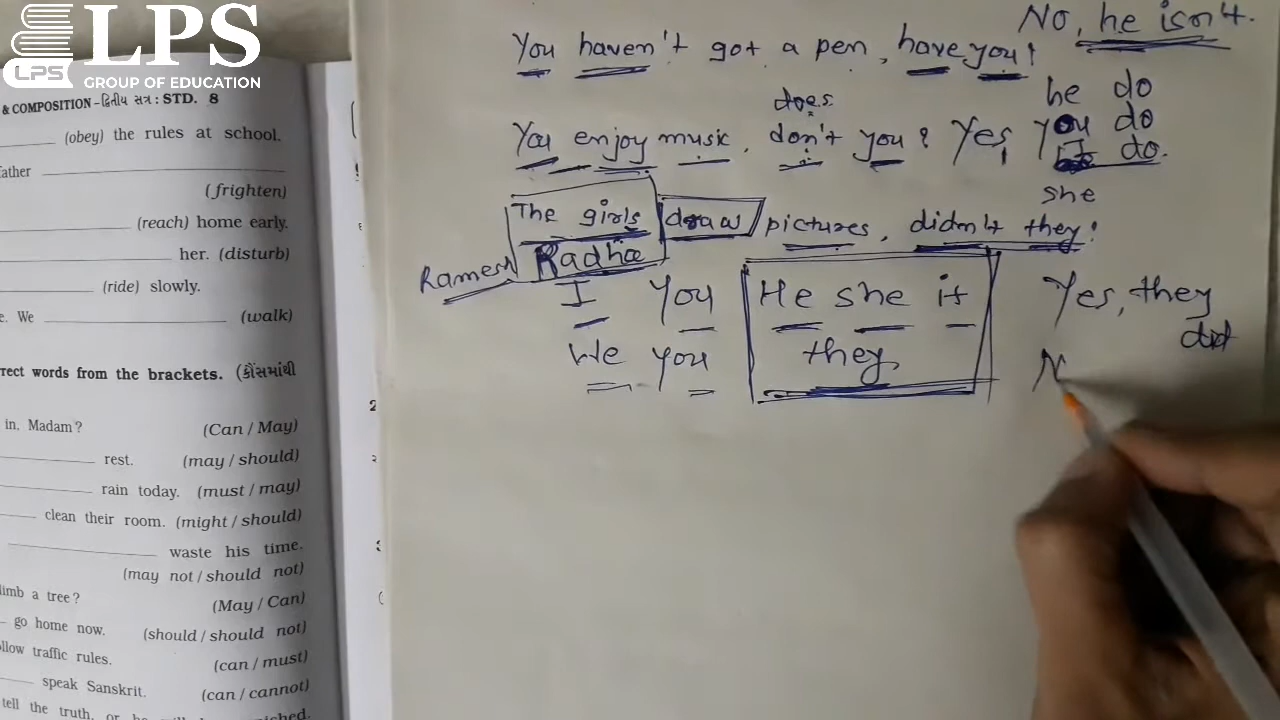 LPS
LPS
GROUP OF EDUCATION
& COMPOSITION – દ્વિતીય સત્ર : STD. 8
(obey) the rules at school.
father
(frighten)
(reach) home early.
her. (disturb)
(ride) slowly.
e. We (walk)
rect words from the brackets. (કૌંસમાંથી
in, Madam? (Can / May)
rest. (may / should)
rain today. (must / may)
clean their room. (might / should)
waste his time.
(may not / should not)
limb a tree? (May / Can)
go home now. (should / should not)
llow traffic rules. (can / must)
speak Sanskrit. (can / cannot)
tell the truth, or he will be punished.
No, he isn't.
You haven't got a pen, have you?
he do
does
You enjoy music, don't you? Yes, you do
I do.
she
The girls draw pictures, didn't they?
Ramesh Radha
I You He she it
We you they.
Yes, they
did
N